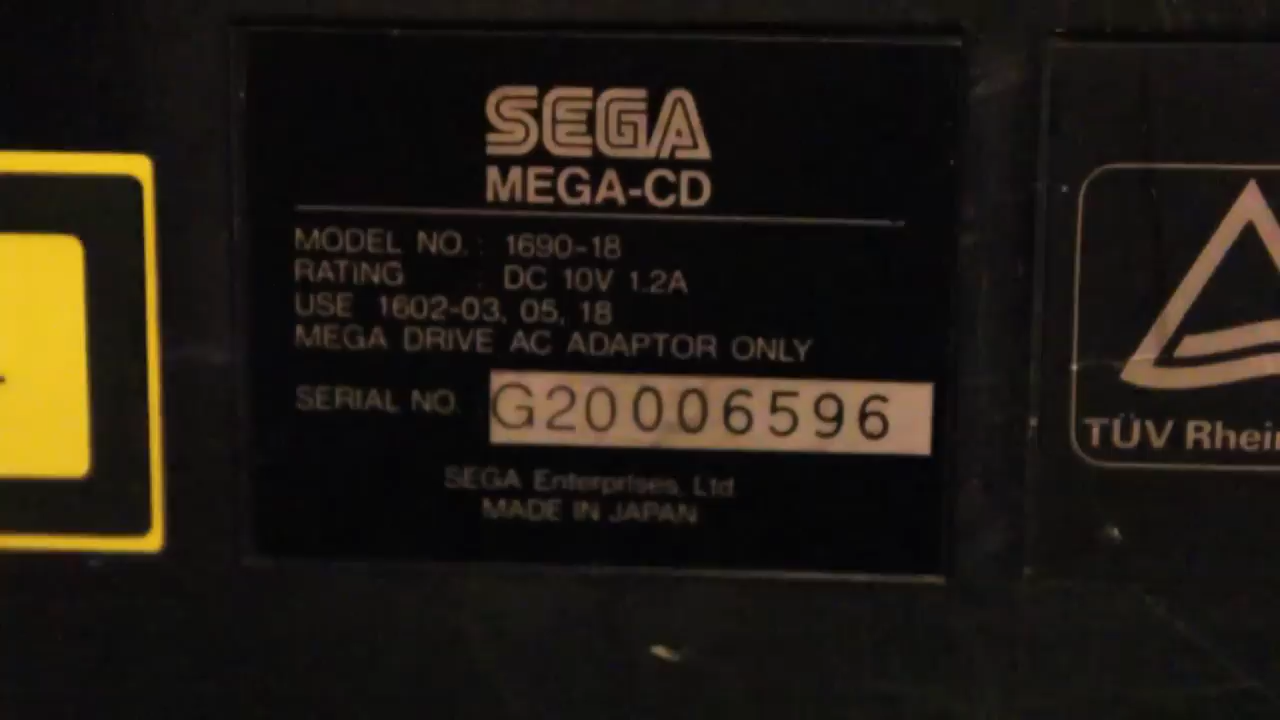 SEGA
MEGA-CD
MODEL NO. : 1690-18
RATING : DC 10V 1.2A
USE 1602-03, 05, 18
MEGA DRIVE AC ADAPTOR ONLY
SERIAL NO. G20006596
SEGA Enterprises, Ltd.
MADE IN JAPAN
TÜV